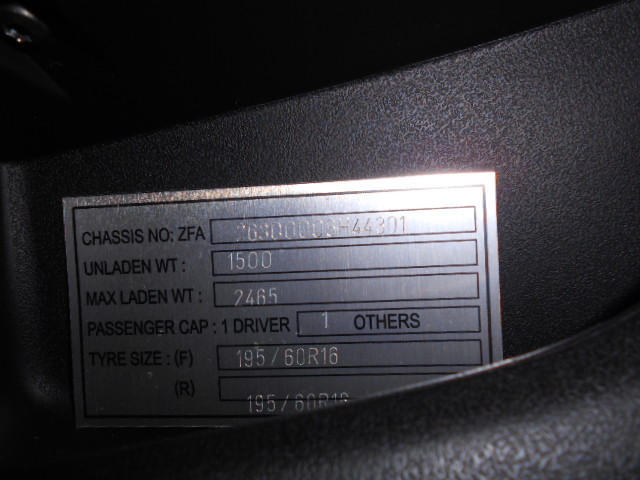 CHASSIS NO: ZFA
UNLADEN WT : 1500
MAX LADEN WT : 2465
PASSENGER CAP : 1 DRIVER 1 OTHERS
TYRE SIZE : (F) 195/60R16
(R)